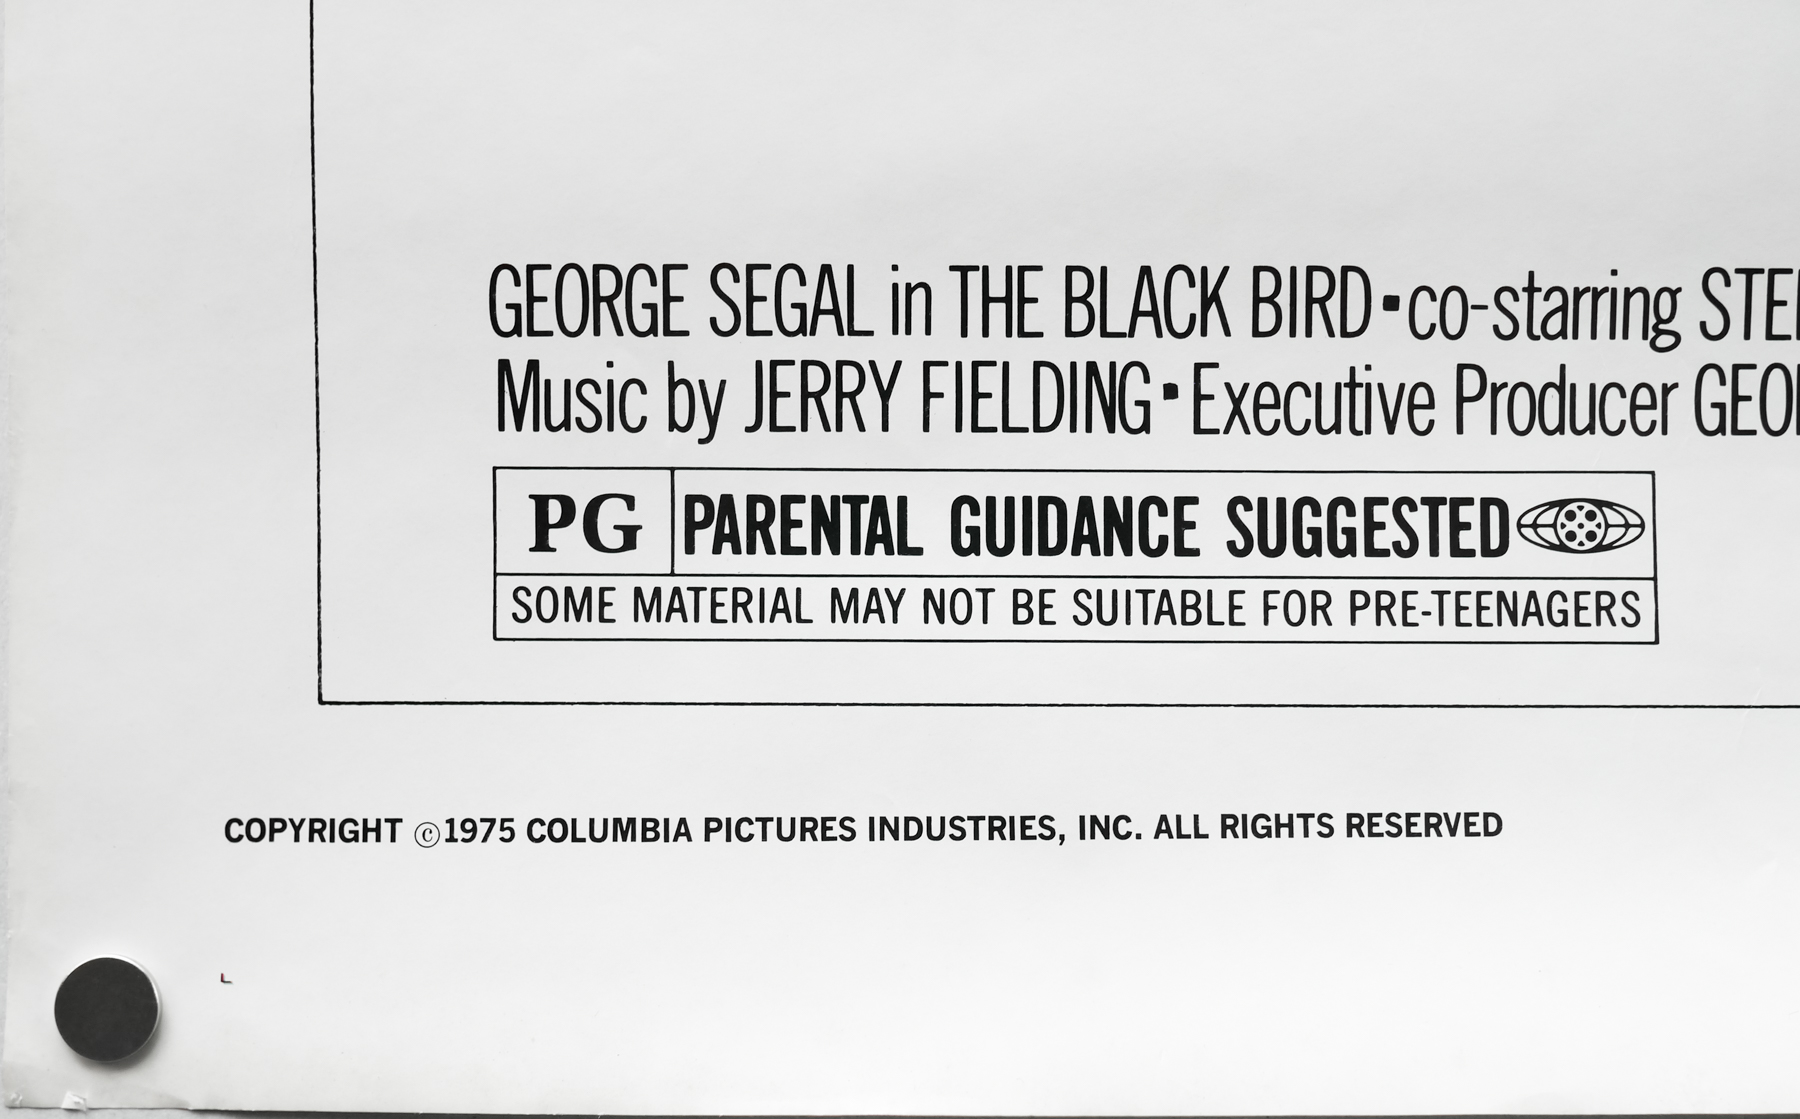 GEORGE SEGAL in THE BLACK BIRD▪co-starring
Music by JERRY FIELDING▪Executive Producer
PG PARENTAL GUIDANCE SUGGESTED
SOME MATERIAL MAY NOT BE SUITABLE FOR PRE-TEENAGERS
COPYRIGHT ©1975 COLUMBIA PICTURES INDUSTRIES, INC. ALL RIGHTS RESERVED